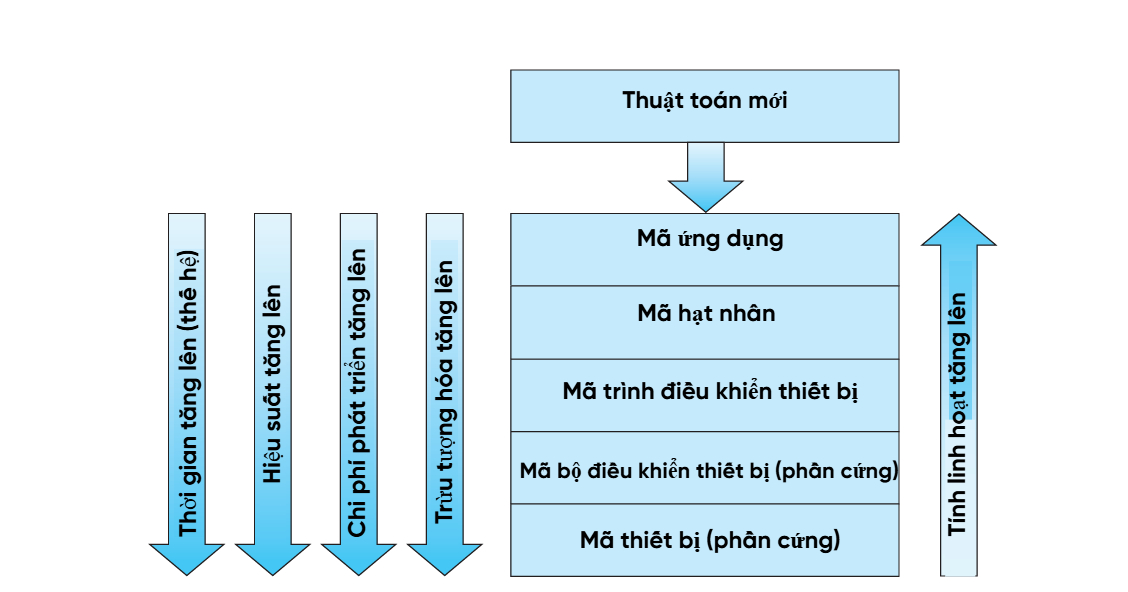 Thuật toán mới
Mã ứng dụng
Mã hạt nhân
Mã trình điều khiển thiết bị
Mã bộ điều khiển thiết bị (phần cứng)
Mã thiết bị (phần cứng)
Thời gian tăng lên (thế hệ)
Hiệu suất tăng lên
Chi phí phát triển tăng lên
Trừu tượng hóa tăng lên
Tính linh hoạt tăng lên